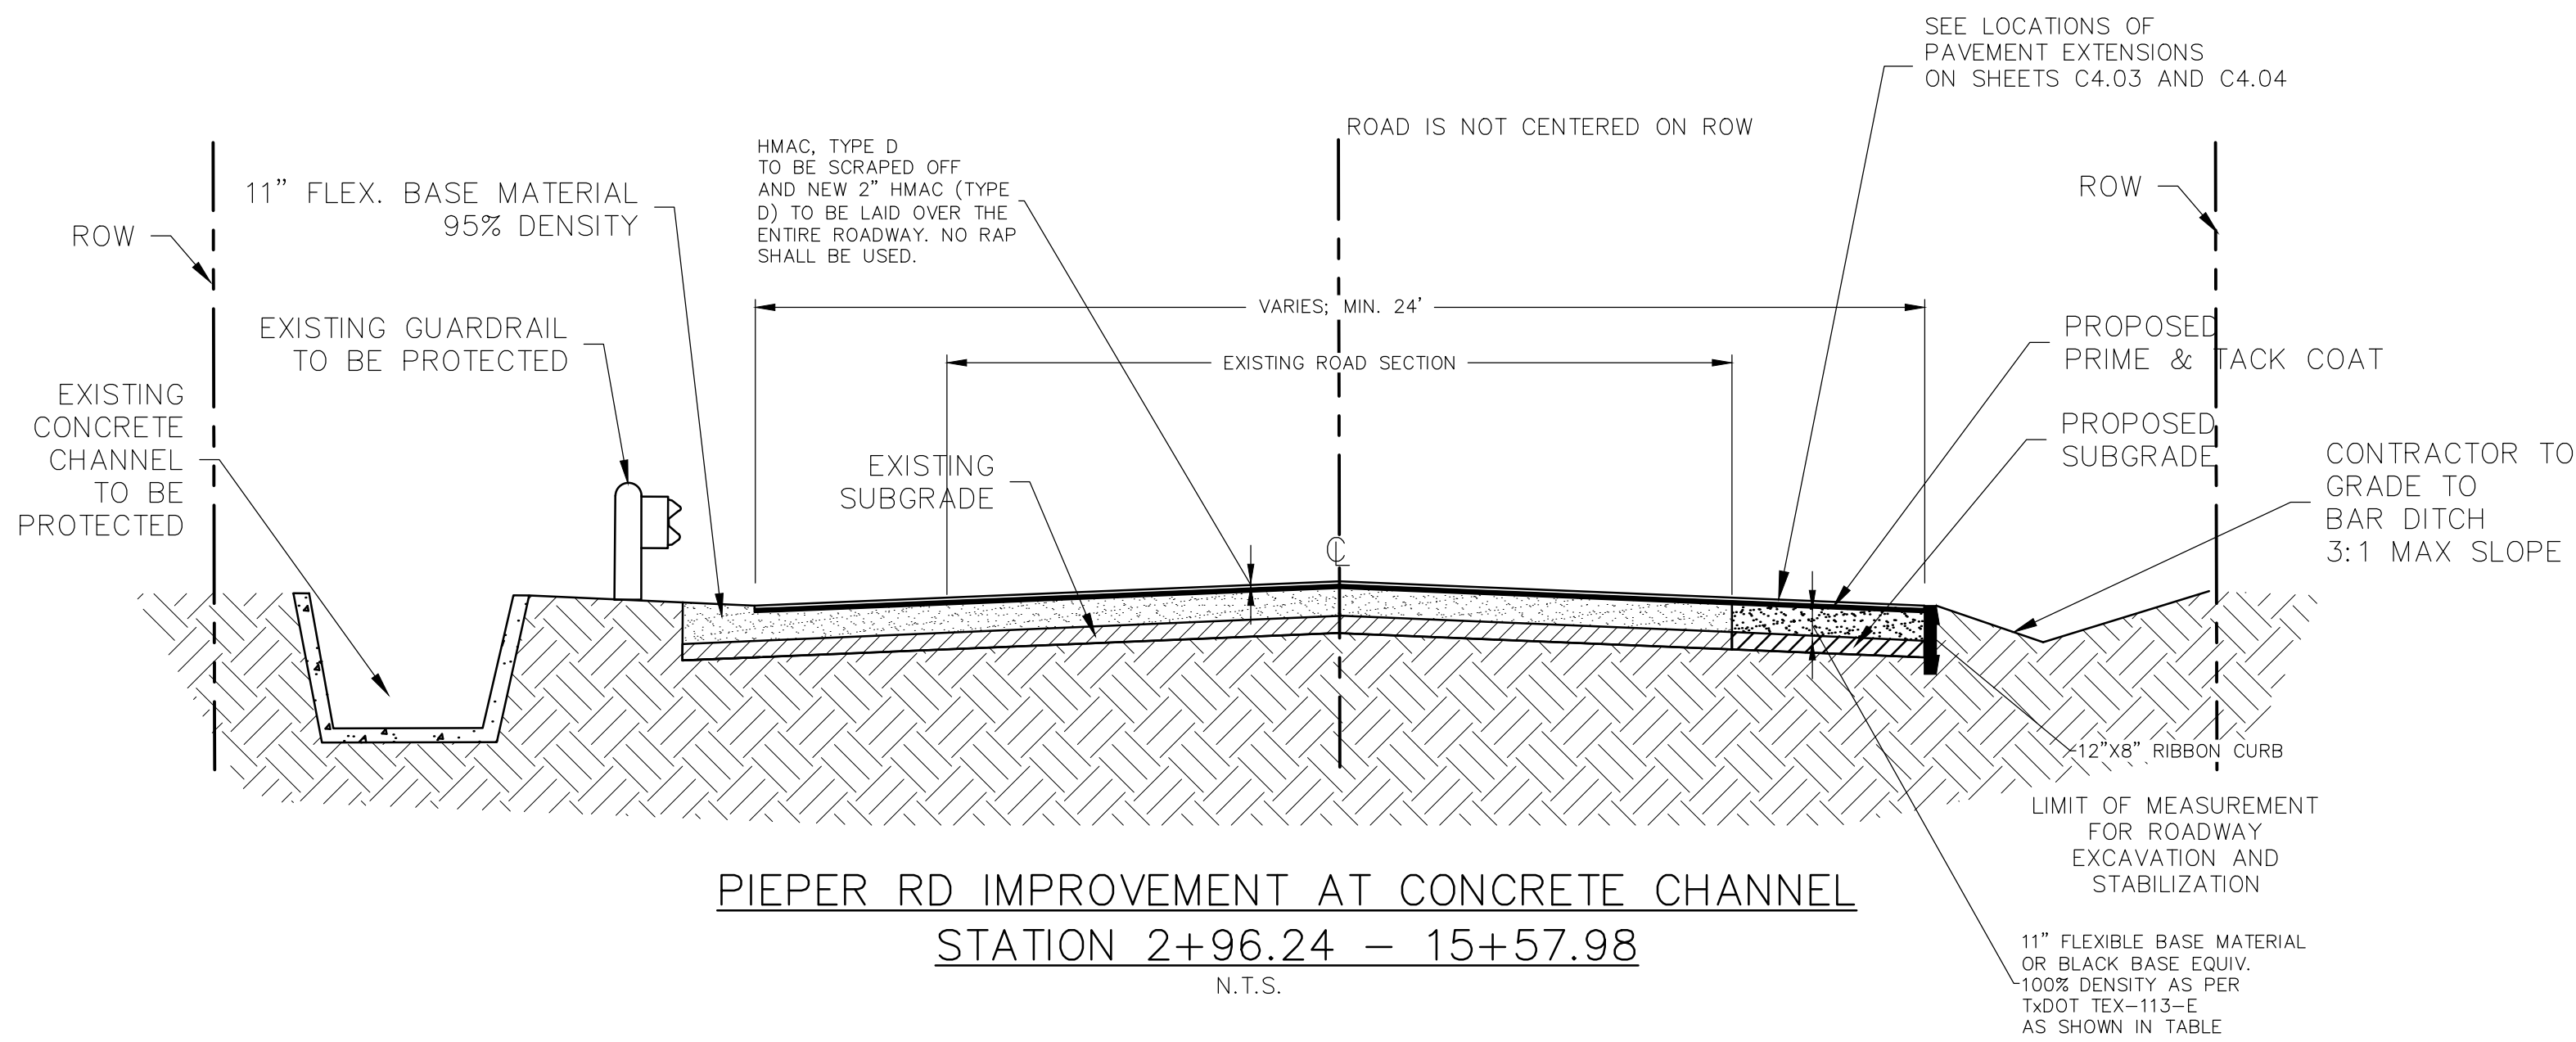 SEE LOCATIONS OF
PAVEMENT EXTENSIONS
ON SHEETS C4.03 AND C4.04
ROAD IS NOT CENTERED ON ROW
HMAC, TYPE D
TO BE SCRAPED OFF
AND NEW 2" HMAC (TYPE
D) TO BE LAID OVER THE
ENTIRE ROADWAY. NO RAP
SHALL BE USED.
11" FLEX. BASE MATERIAL
95% DENSITY
ROW
ROW
VARIES; MIN. 24'
EXISTING GUARDRAIL
TO BE PROTECTED
EXISTING ROAD SECTION
PROPOSED
PRIME & TACK COAT
EXISTING
CONCRETE
CHANNEL
TO BE
PROTECTED
EXISTING
SUBGRADE
PROPOSED
SUBGRADE
CONTRACTOR TO
GRADE TO
BAR DITCH
3:1 MAX SLOPE
CL
12"X8" RIBBON CURB
LIMIT OF MEASUREMENT
FOR ROADWAY
EXCAVATION AND
STABILIZATION
PIEPER RD IMPROVEMENT AT CONCRETE CHANNEL
STATION 2+96.24 – 15+57.98
N.T.S.
11" FLEXIBLE BASE MATERIAL
OR BLACK BASE EQUIV.
100% DENSITY AS PER
TxDOT TEX-113-E
AS SHOWN IN TABLE